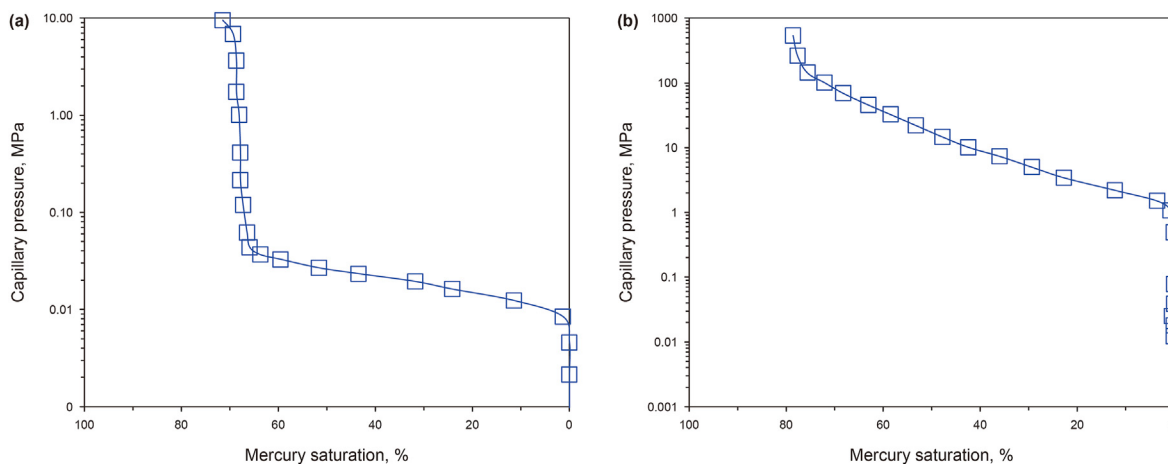 (a)
10.00
1.00
0.10
0.01
0
Capillary pressure, MPa
100 80 60 40 20 0
Mercury saturation, %
(b)
1000
100
10
1
0.1
0.01
0.001
Capillary pressure, MPa
100 80 60 40 20
Mercury saturation, %